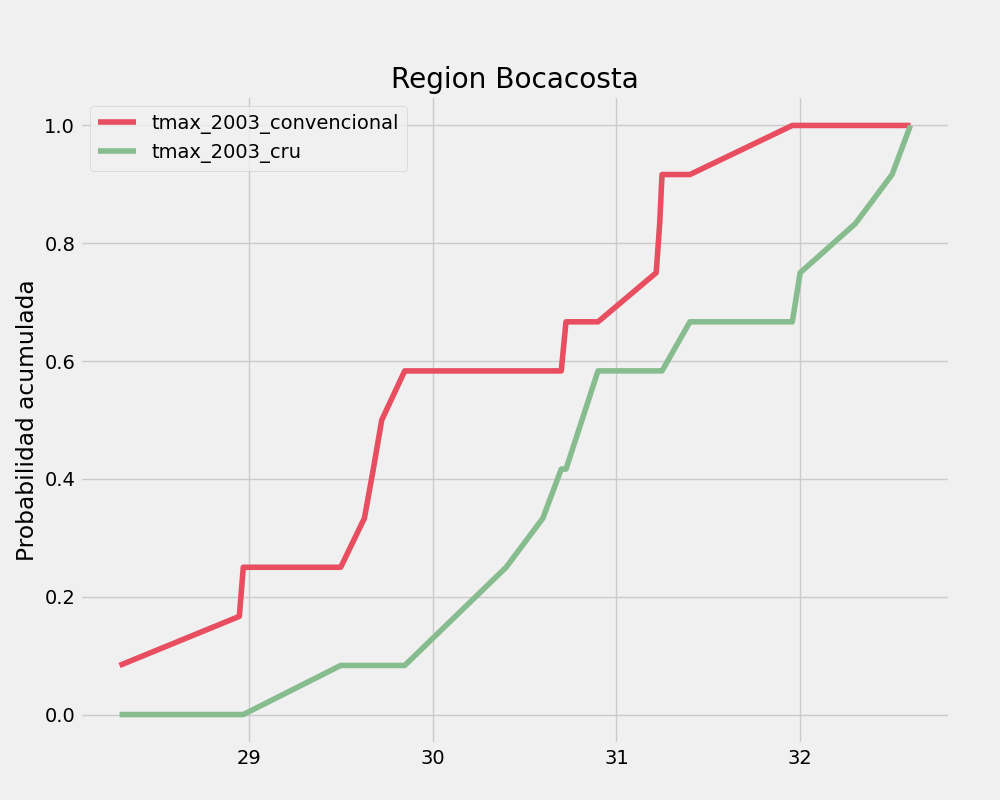 Region Bocacosta
tmax_2003_convencional
tmax_2003_cru
Probabilidad acumulada
1.0
0.8
0.6
0.4
0.2
0.0
29 30 31 32